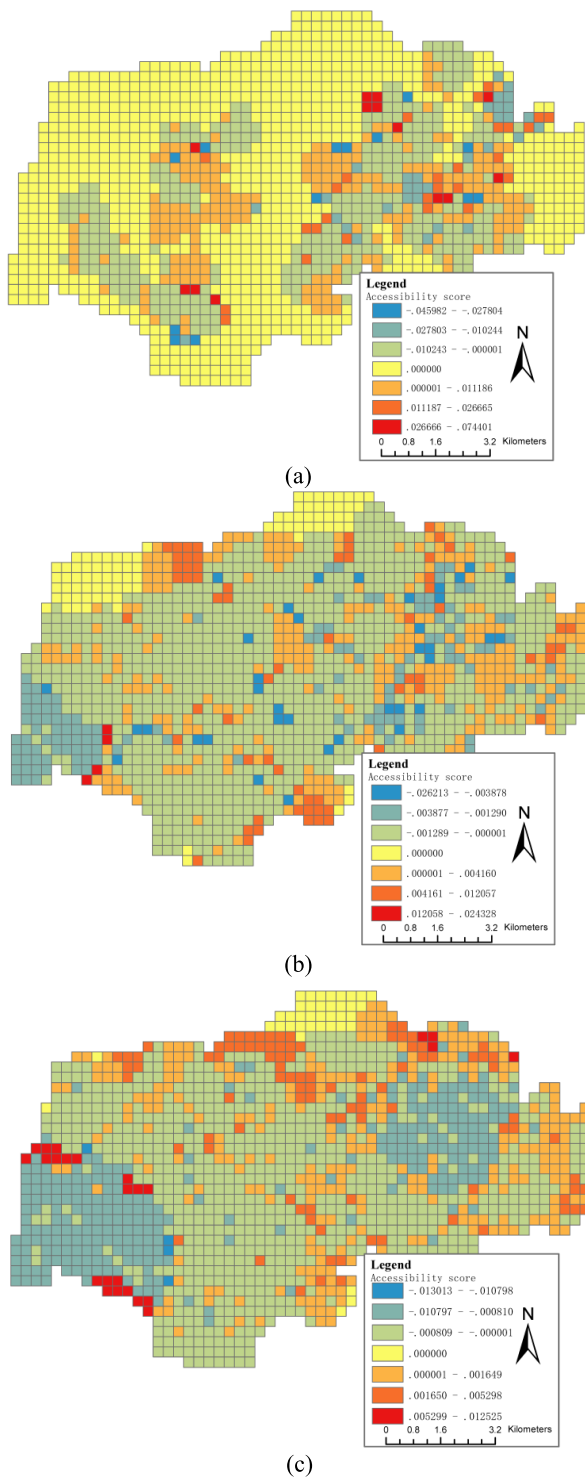 Legend
Accessibility score
-.045982 - -.027804
-.027803 - -.010244
-.010243 - -.000001
.000000
.000001 - .011186
.011187 - .026665
.026666 - .074401
N
0 0.8 1.6 3.2 Kilometers
(a)
Legend
Accessibility score
-.026213 - -.003878
-.003877 - -.001290
-.001289 - -.000001
.000000
.000001 - .004160
.004161 - .012057
.012058 - .024328
N
0 0.8 1.6 3.2 Kilometers
(b)
Legend
Accessibility score
-.013013 - -.010798
-.010797 - -.000810
-.000809 - -.000001
.000000
.000001 - .001649
.001650 - .005298
.005299 - .012525
N
0 0.8 1.6 3.2 Kilometers
(c)